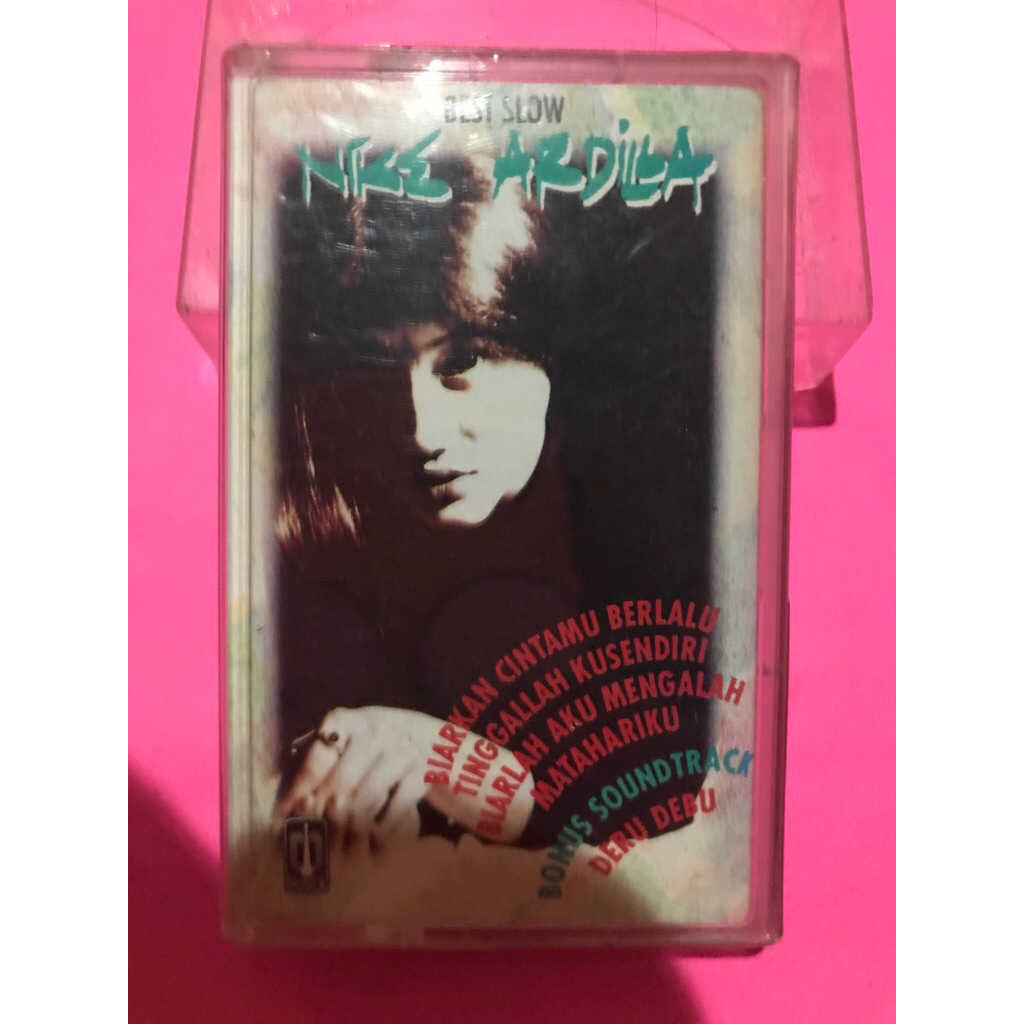 BEST SLOW
NIKE ARDILLA
BIARKAN CINTAMU BERLALU
TINGGALLAH KUSENDIRI
BIARLAH AKU MENGALAH
MATAHARIKU
BONUS SOUNDTRACK
DERU DEBU